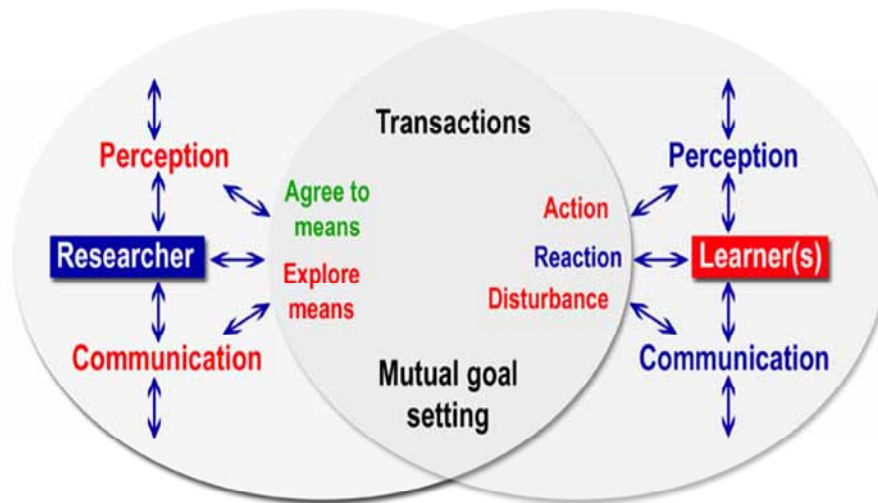 Transactions
Perception
Perception
Agree to
means
Action
Researcher
Reaction
Learner(s)
Explore
means
Disturbance
Communication
Communication
Mutual goal
setting